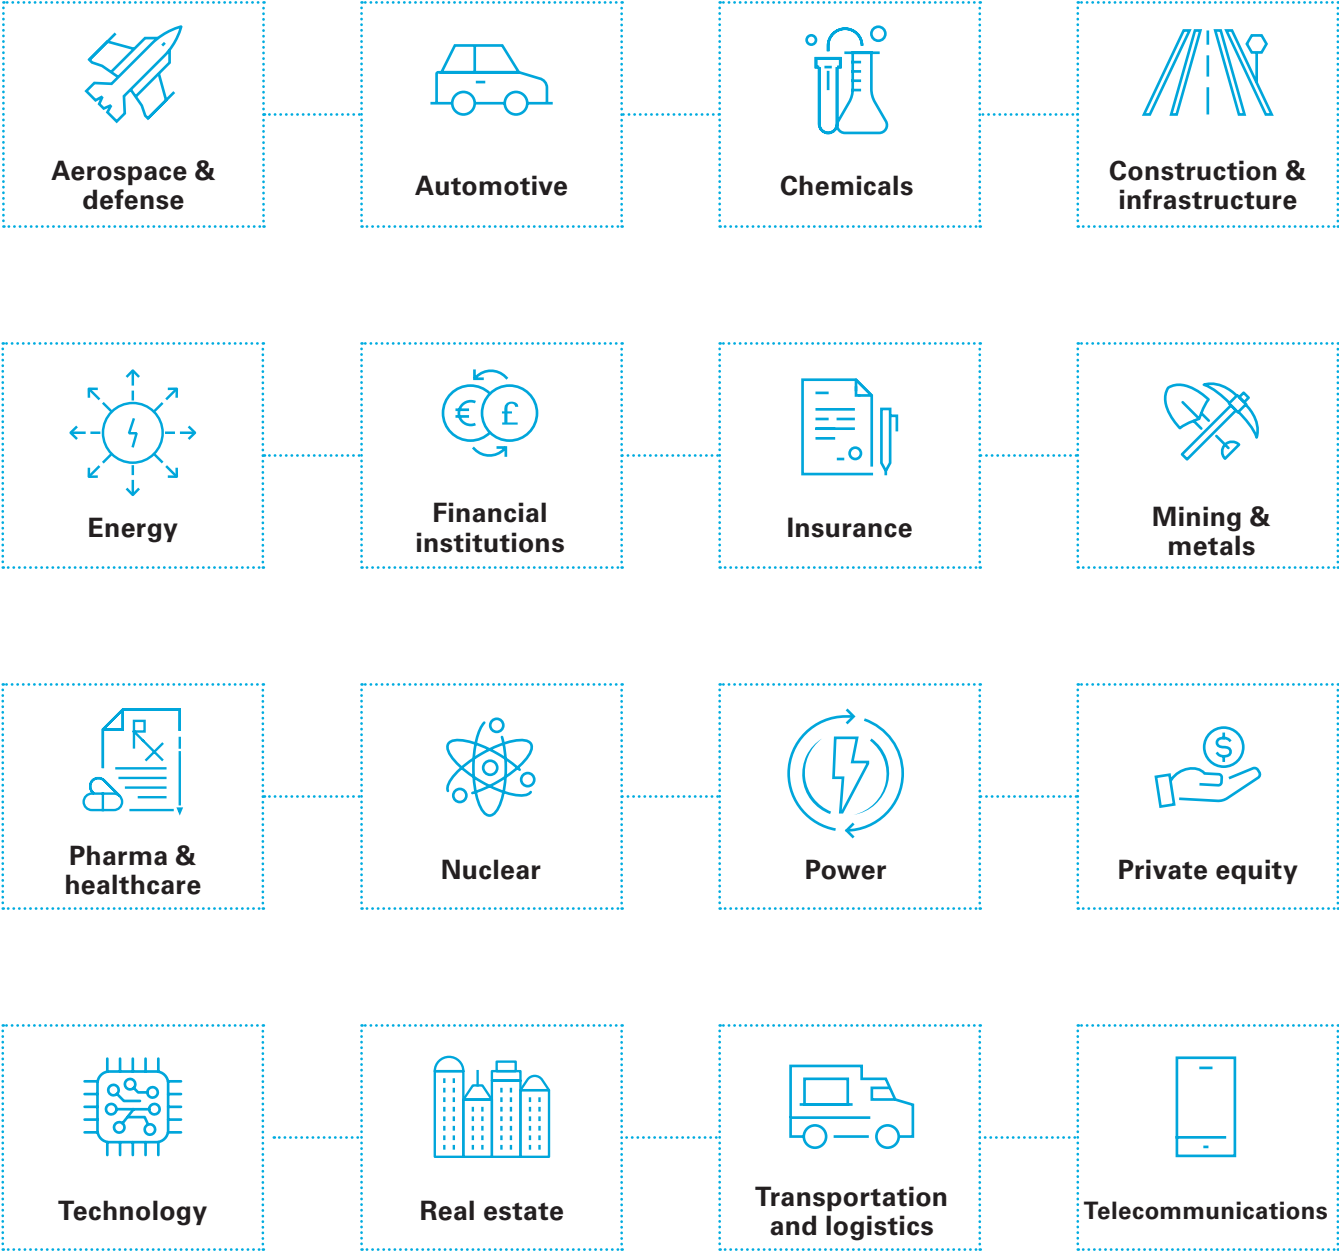 Aerospace &
defense
Automotive
Chemicals
Construction &
infrastructure
€
£
Energy
Financial
institutions
Insurance
Mining &
metals
$
Pharma &
healthcare
Nuclear
Power
Private equity
Technology
Real estate
Transportation
and logistics
Telecommunications